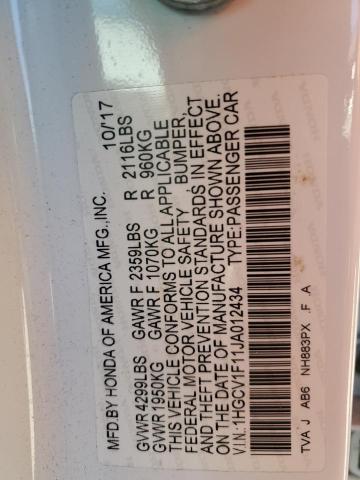 MFD.BY HONDA OF AMERICA MFG.,INC. 10/'17
GVWR 4299LBS GAWR F 2359LBS R 2116LBS
GVWR 1950KG GAWR F 1070KG R 960KG
THIS VEHICLE CONFORMS TO ALL APPLICABLE
FEDERAL MOTOR VEHICLE SAFETY BUMPER,
AND THEFT PREVENTION STANDARDS IN EFFECT
ON THE DATE OF MANUFACTURE SHOWN ABOVE.
V.I.N.:1HGCV1F11JA012434 TYPE:PASSENGER CAR
TVA J AB6 NH883PX .F .A